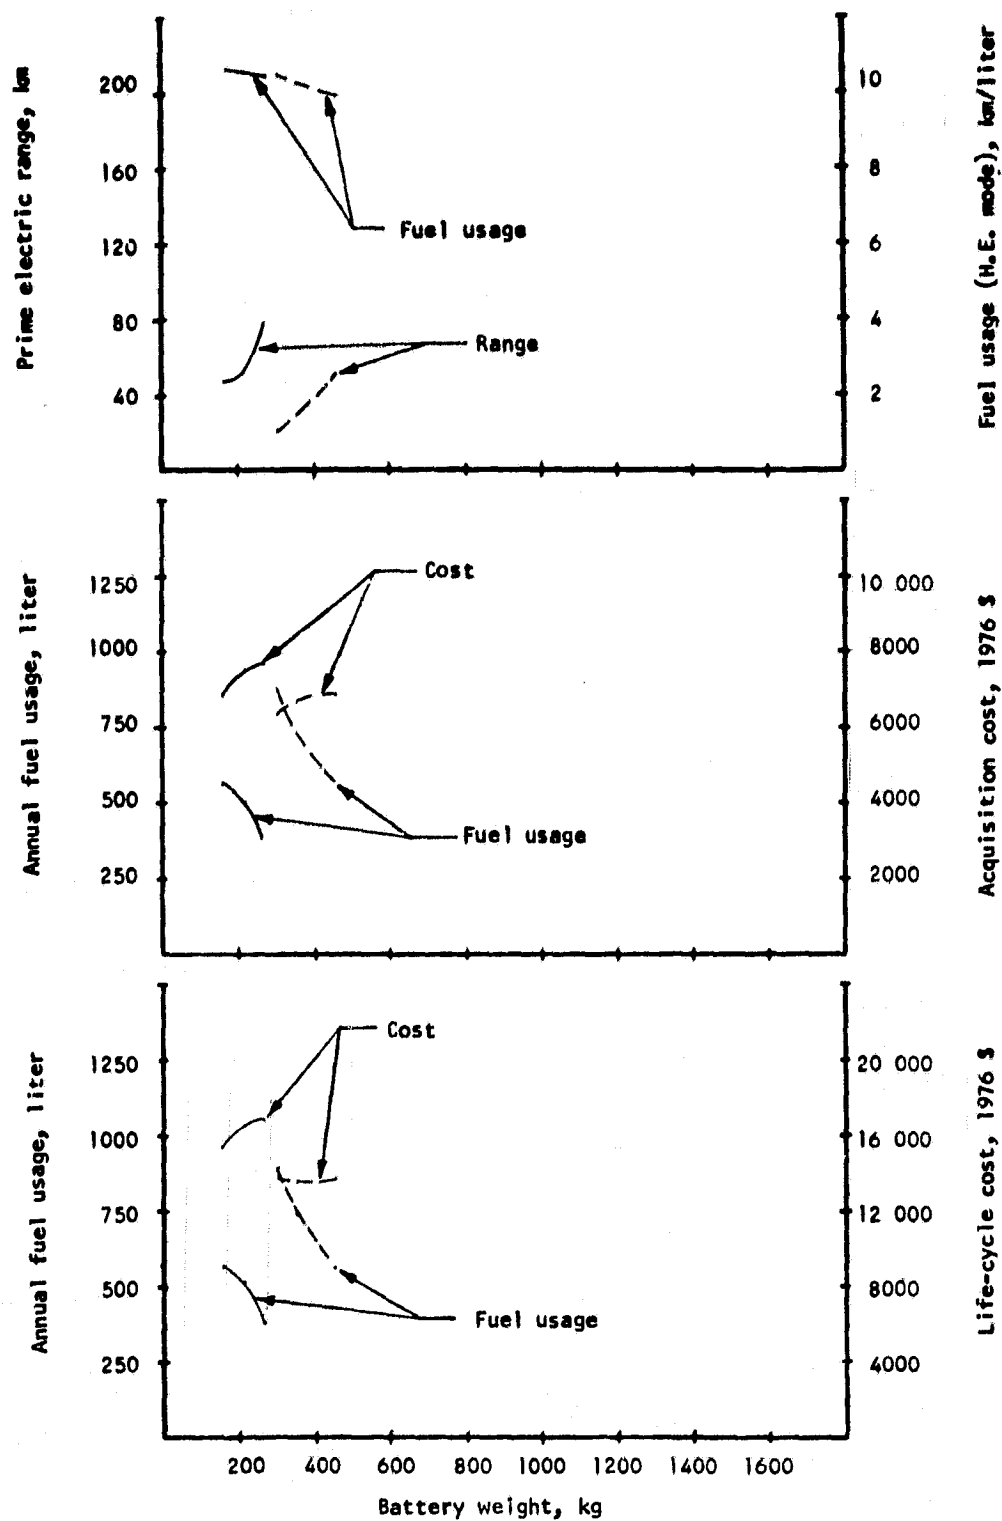 Prime electric range, km
200
160
120
80
40
Fuel usage
Range
10
8
6
4
2
Fuel usage (H.E. mode), km/liter
Annual fuel usage, liter
1250
1000
750
500
250
Cost
Fuel usage
10 000
8000
6000
4000
2000
Acquisition cost, 1976 $
Annual fuel usage, liter
1250
1000
750
500
250
Cost
Fuel usage
20 000
16 000
12 000
8000
4000
Life-cycle cost, 1976 $
200 400 600 800 1000 1200 1400 1600
Battery weight, kg